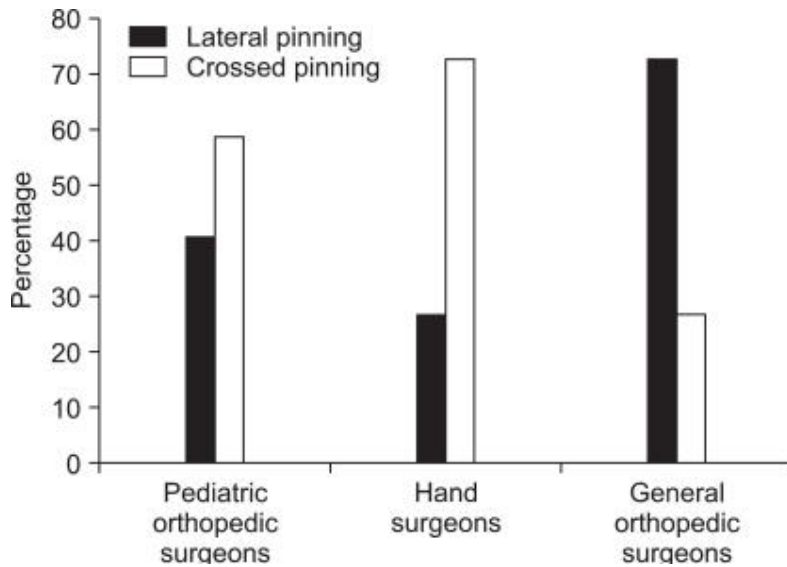 80
70
60
50
40
30
20
10
0
Percentage
Lateral pinning
Crossed pinning
Pediatric
orthopedic
surgeons
Hand
surgeons
General
orthopedic
surgeons